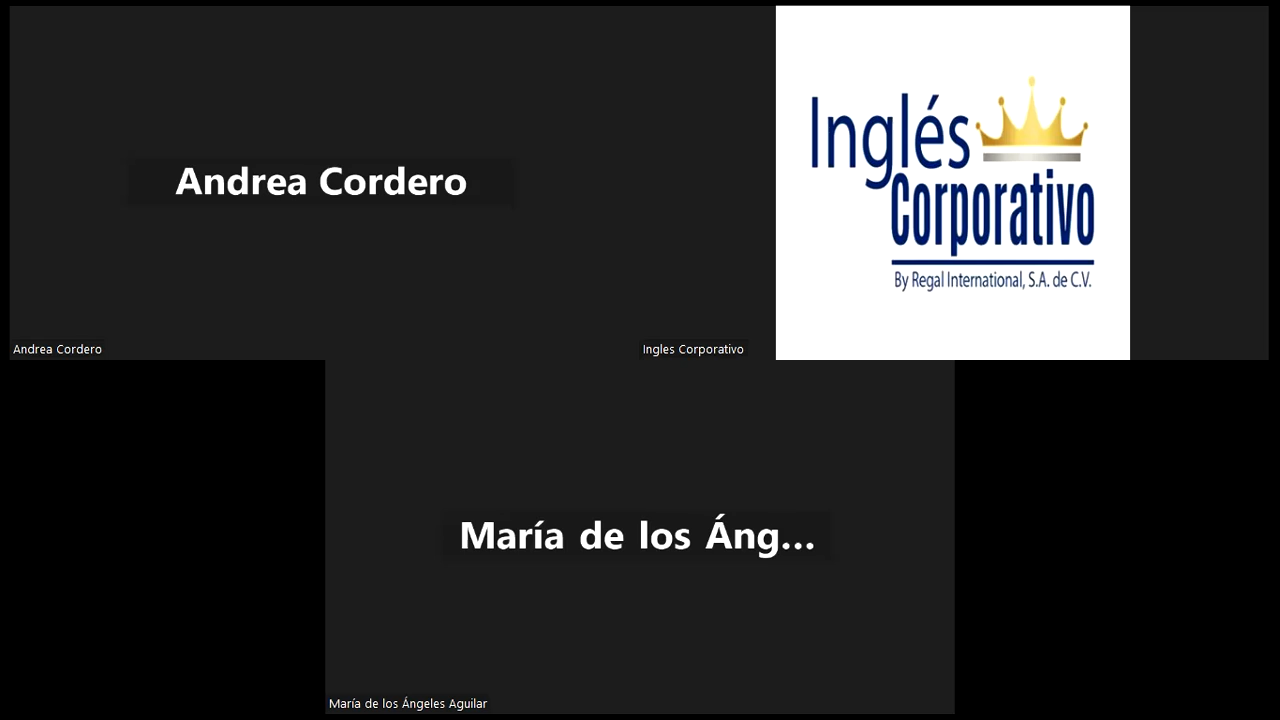 Andrea Cordero
Andrea Cordero
Inglés
Corporativo
By Regal International, S.A. de C.V.
Ingles Corporativo
María de los Áng...
María de los Ángeles Aguilar